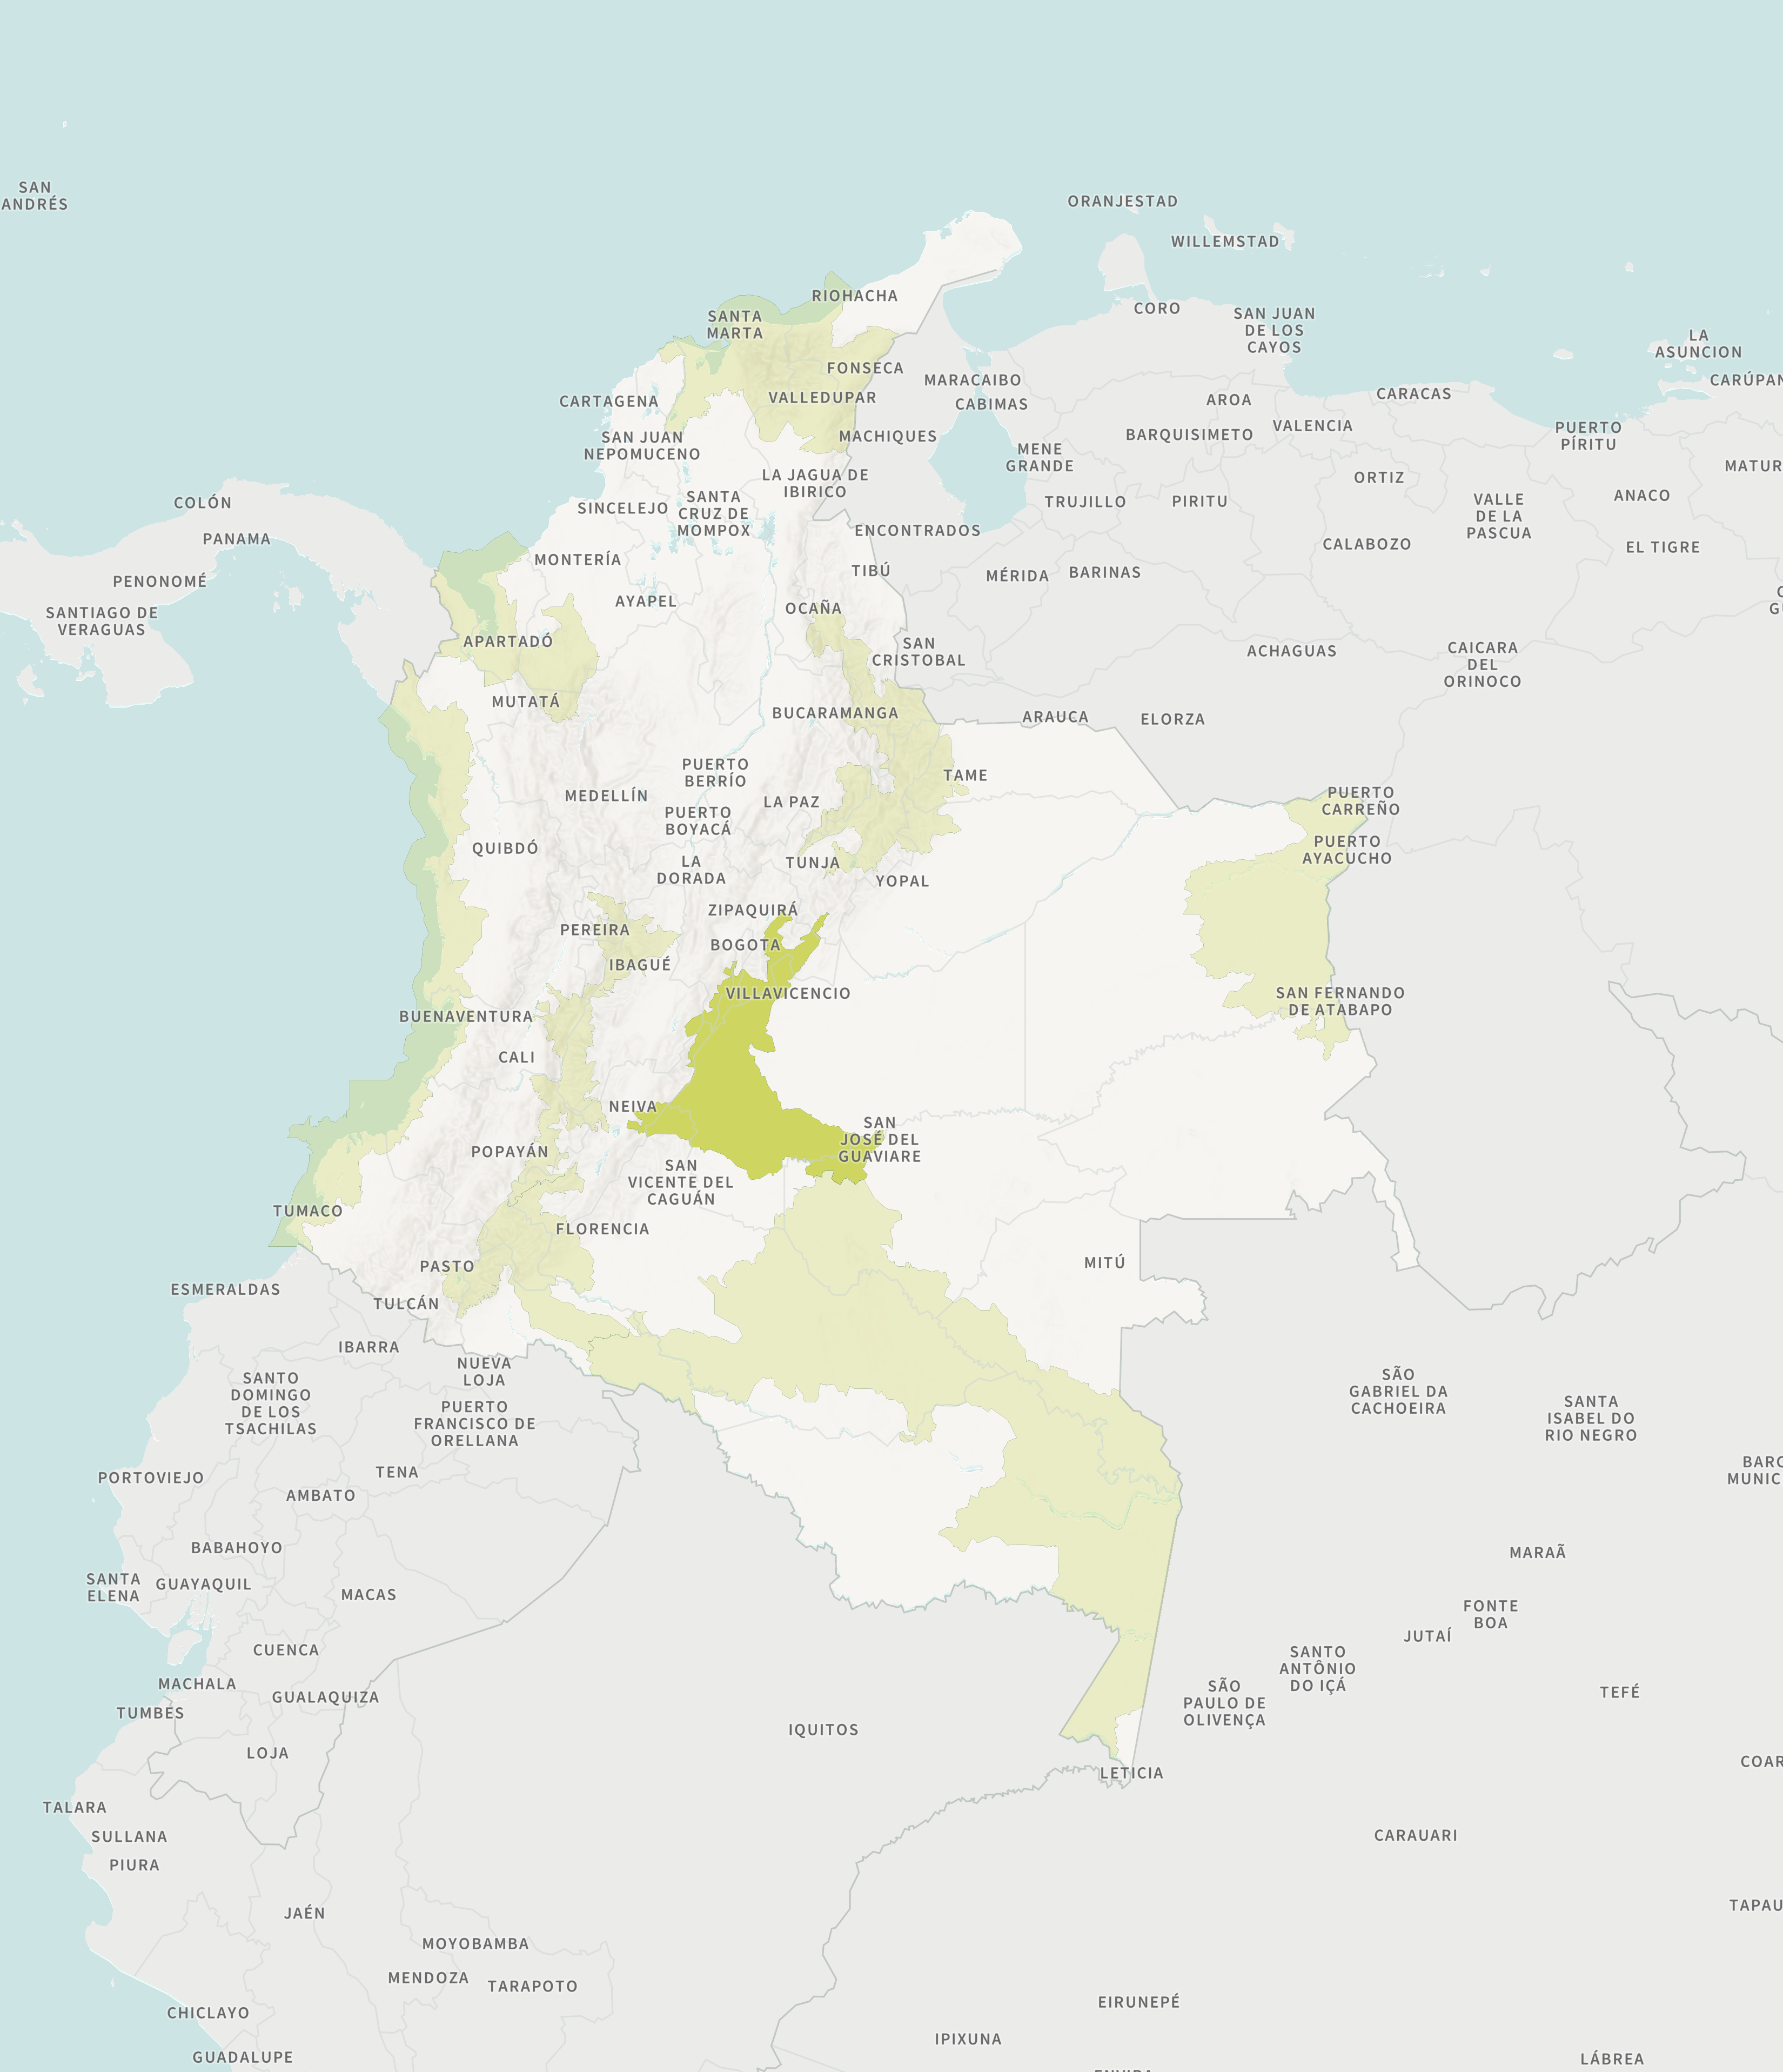 SAN
ANDRÉS
ORANJESTAD
WILLEMSTAD
RIOHACHA
SANTA
MARTA
CORO
SAN JUAN
DE LOS
CAYOS
LA
ASUNCION
FONSECA
MARACAIBO
CARÚPAN
VALLEDUPAR
CABIMAS
CARTAGENA
AROA
CARACAS
VALENCIA
SAN JUAN
NEPOMUCENO
MACHIQUES
BARQUISIMETO
PUERTO
PÍRITU
MENE
GRANDE
MATUR
LA JAGUA DE
IBIRICO
ORTIZ
COLÓN
SINCELEJO
SANTA
CRUZ DE
MOMPOX
TRUJILLO
PIRITU
VALLE
DE LA
PASCUA
ANACO
PANAMA
ENCONTRADOS
CALABOZO
EL TIGRE
MONTERÍA
TIBÚ
MÉRIDA
BARINAS
PENONOMÉ
AYAPEL
OCAÑA
SANTIAGO DE
VERAGUAS
C
GU
APARTADÓ
SAN
CRISTOBAL
ACHAGUAS
CAICARA
DEL
ORINOCO
MUTATÁ
BUCARAMANGA
ARAUCA
ELORZA
PUERTO
BERRÍO
TAME
MEDELLÍN
LA PAZ
PUERTO
CARREÑO
PUERTO
BOYACÁ
QUIBDÓ
PUERTO
AYACUCHO
LA
DORADA
TUNJA
YOPAL
ZIPAQUIRÁ
PEREIRA
BOGOTA
IBAGUÉ
VILLAVICENCIO
SAN FERNANDO
DE ATABAPO
BUENAVENTURA
CALI
NEIVA
SAN
JOSÉ DEL
GUAVIARE
POPAYÁN
SAN
VICENTE DEL
CAGUÁN
TUMACO
FLORENCIA
PASTO
MITÚ
ESMERALDAS
TULCÁN
IBARRA
NUEVA
LOJA
SANTO
DOMINGO
DE LOS
TSACHILAS
SÃO
GABRIEL DA
CACHOEIRA
PUERTO
FRANCISCO DE
ORELLANA
SANTA
ISABEL DO
RIO NEGRO
PORTOVIEJO
TENA
BARC
MUNIC
AMBATO
BABAHOYO
MARAÃ
SANTA
ELENA
GUAYAQUIL
MACAS
FONTE
BOA
CUENCA
JUTAÍ
SANTO
ANTÔNIO
DO IÇÁ
MACHALA
GUALAQUIZA
SÃO
PAULO DE
OLIVENÇA
TEFÉ
TUMBES
IQUITOS
LOJA
COAR
LETICIA
TALARA
SULLANA
CARAUARI
PIURA
JAÉN
TAPAU
MOYOBAMBA
MENDOZA
TARAPOTO
EIRUNEPÉ
CHICLAYO
IPIXUNA
GUADALUPE
LÁBREA